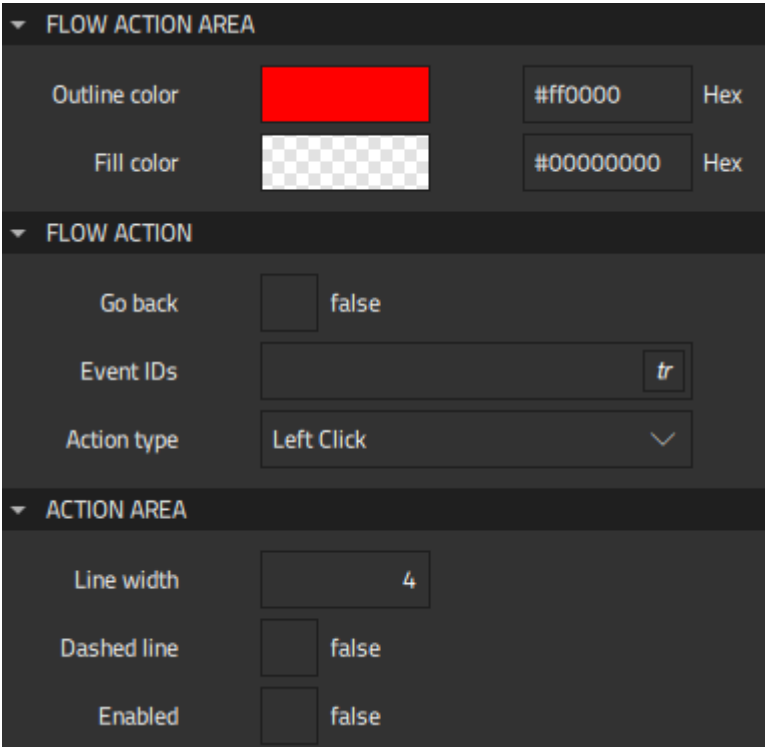 FLOW ACTION AREA
Outline color #ff0000 Hex
Fill color #00000000 Hex
FLOW ACTION
Go back false
Event IDs tr
Action type Left Click
ACTION AREA
Line width 4
Dashed line false
Enabled false